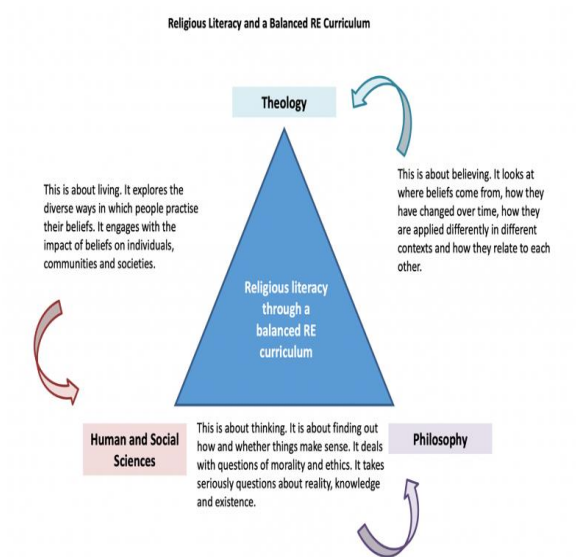 Religious Literacy and a Balanced RE Curriculum
Theology
This is about believing. It looks at
where beliefs come from, how they
have changed over time, how they
are applied differently in different
contexts and how they relate to each
other.
This is about living. It explores the
diverse ways in which people practise
their beliefs. It engages with the
impact of beliefs on individuals,
communities and societies.
Religious literacy
through a
balanced RE
curriculum
Human and Social
Sciences
This is about thinking. It is about finding out
how and whether things make sense. It deals
with questions of morality and ethics. It takes
seriously questions about reality, knowledge
and existence.
Philosophy